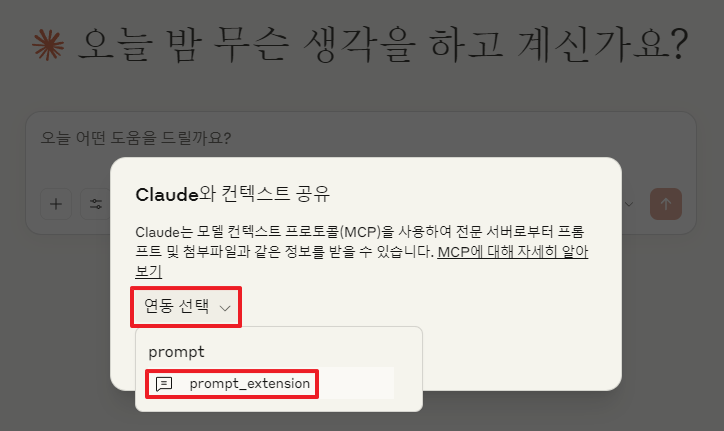 오늘 밤 무슨 생각을 하고 계신가요?
오늘 어떤 도움을 드릴까요?
Claude와 컨텍스트 공유
Claude는 모델 컨텍스트 프로토콜(MCP)을 사용하여 전문 서버로부터 프롬
프트 및 첨부파일과 같은 정보를 받을 수 있습니다. MCP에 대해 자세히 알아
보기
연동 선택
prompt
prompt_extension